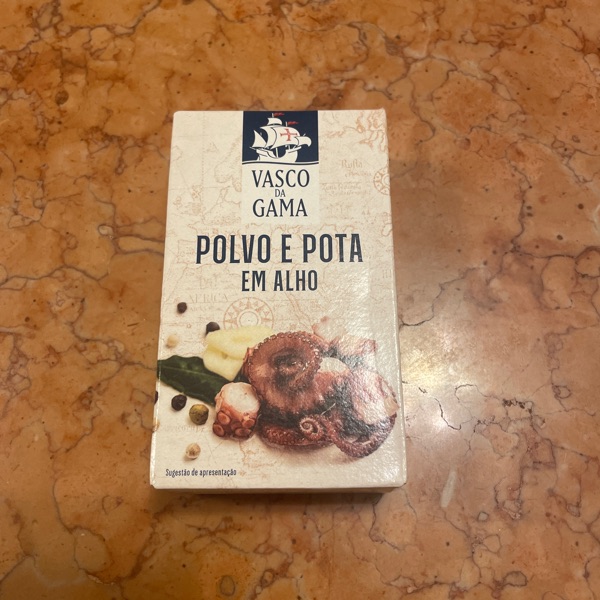 VASCO
DA
GAMA
POLVO E POTA
EM ALHO
Sugestão de apresentação